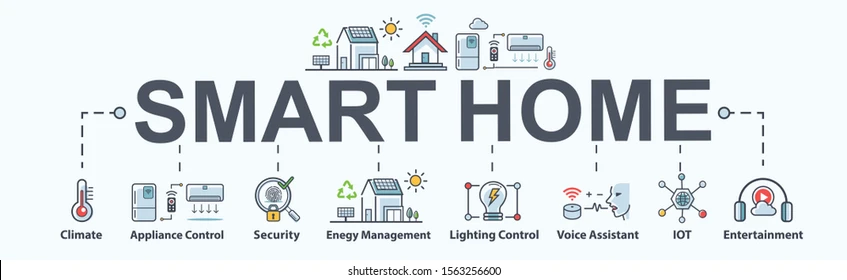 SMART HOME
Climate
Appliance Control
Security
Enegy Management
Lighting Control
Voice Assistant
IOT
Entertainment
shutterstock.com · 1563256600